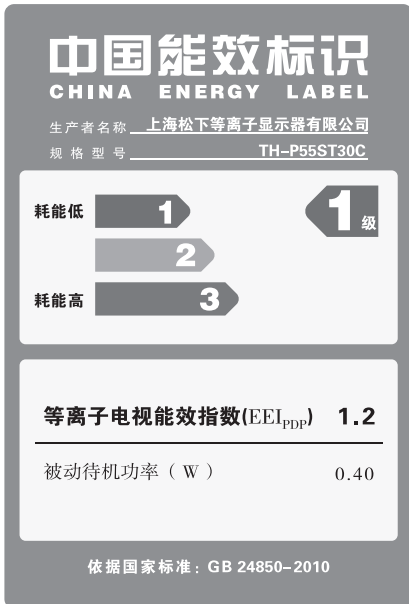 中国能效标识
CHINA ENERGY LABEL
生产者名称 上海松下等离子显示器有限公司
规格型号 TH-P55ST30C
耗能低 1 1级
2
耗能高 3
等离子电视能效指数(EEIPDP) 1.2
被动待机功率（W） 0.40
依据国家标准：GB 24850-2010